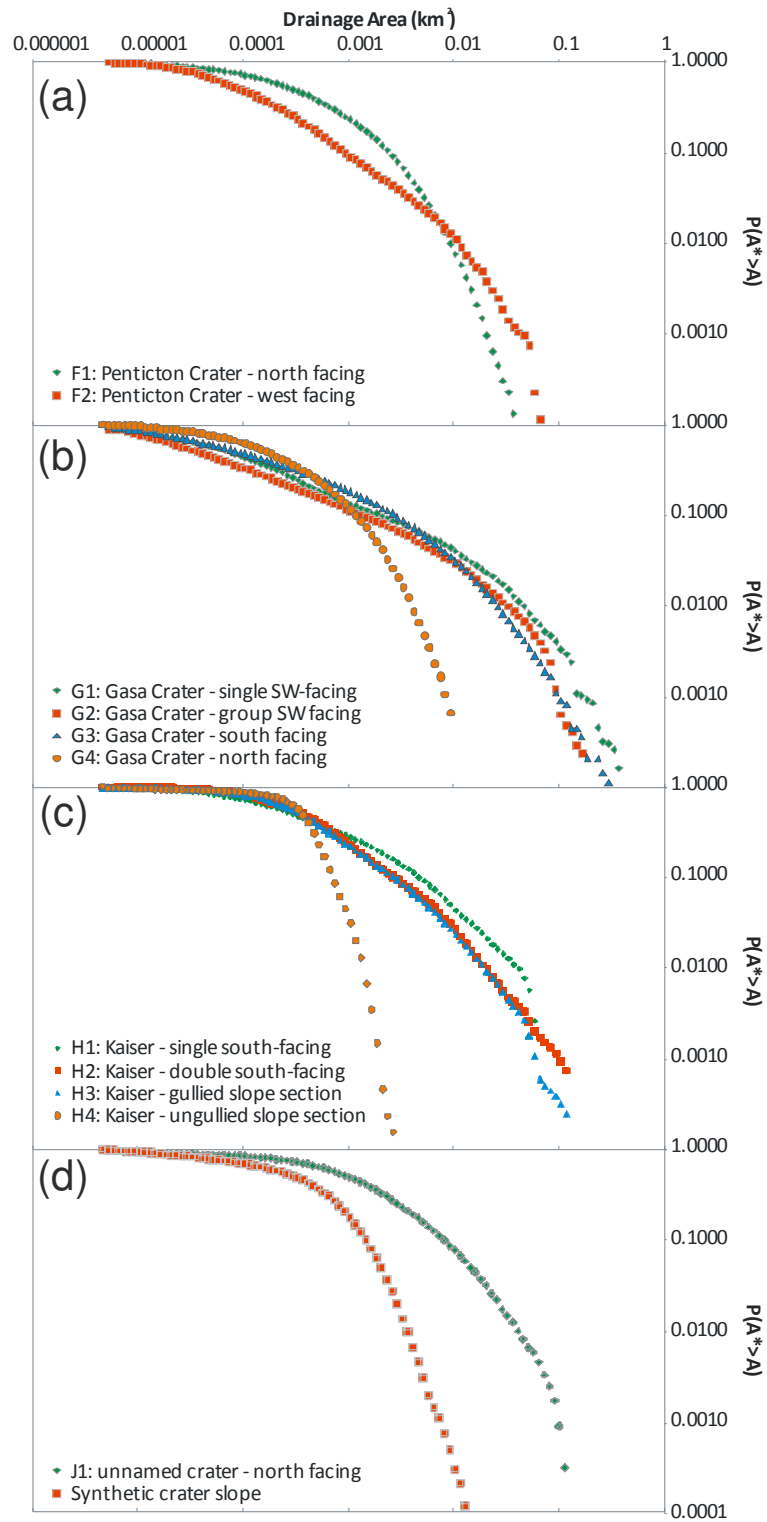 Drainage Area (km²)
0.000001 0.00001 0.0001 0.001 0.01 0.1 1
(a)
1.0000
0.1000
0.0100
0.0010
P(A*>A)
F1: Penticton Crater - north facing
F2: Penticton Crater - west facing
(b)
1.0000
0.1000
0.0100
0.0010
P(A*>A)
G1: Gasa Crater - single SW-facing
G2: Gasa Crater - group SW facing
G3: Gasa Crater - south facing
G4: Gasa Crater - north facing
(c)
1.0000
0.1000
0.0100
0.0010
P(A*>A)
H1: Kaiser - single south-facing
H2: Kaiser - double south-facing
H3: Kaiser - gullied slope section
H4: Kaiser - ungullied slope section
(d)
1.0000
0.1000
0.0100
0.0010
0.0001
P(A*>A)
J1: unnamed crater - north facing
Synthetic crater slope